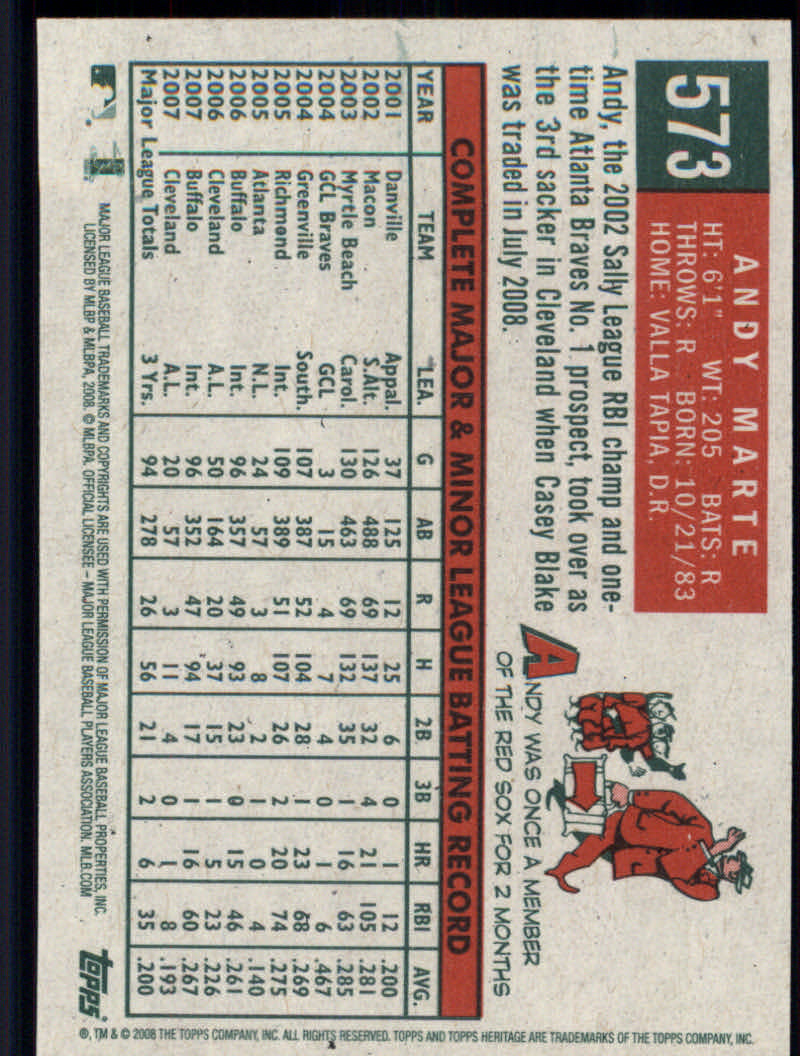 573
ANDY MARTE
HT: 6'1" WT: 205 BATS: R
THROWS: R BORN: 10/21/83
HOME: VALLA TAPIA, D.R.
Andy, the 2002 Sally League RBI champ and one-
time Atlanta Braves No. 1 prospect, took over as
the 3rd sacker in Cleveland when Casey Blake
was traded in July 2008.
ANDY WAS ONCE A MEMBER
OF THE RED SOX FOR 2 MONTHS
COMPLETE MAJOR & MINOR LEAGUE BATTING RECORD
YEAR TEAM LEA. G AB R H 2B 3B HR RBI AVG.
2001 Danville Appal. 37 125 12 25 6 0 1 12 .200
2002 Macon S.Atl. 126 488 69 137 32 4 21 105 .281
2003 Myrtle Beach Carol. 130 463 69 132 35 1 16 63 .285
2004 GCL Braves GCL 3 15 4 7 4 0 1 6 .467
2004 Greenville South. 107 387 52 104 28 1 23 68 .269
2005 Richmond Int. 109 389 51 107 26 2 20 74 .275
2005 Atlanta N.L. 24 57 3 8 2 1 0 4 .140
2006 Buffalo Int. 96 357 49 93 23 0 15 46 .261
2006 Cleveland A.L. 50 164 20 37 15 1 5 23 .226
2007 Buffalo Int. 96 352 47 94 17 1 16 60 .267
2007 Cleveland A.L. 20 57 3 11 4 0 1 8 .193
Major League Totals 3 Yrs. 94 278 26 56 21 2 6 35 .200
MAJOR LEAGUE BASEBALL TRADEMARKS AND COPYRIGHTS ARE USED WITH PERMISSION OF MAJOR LEAGUE BASEBALL PROPERTIES, INC.
LICENSED BY MLBP & MLBPA, 2008. © MLBPA. OFFICIAL LICENSEE – MAJOR LEAGUE BASEBALL PLAYERS ASSOCIATION. MLB.COM
topps
®, TM & © 2008 THE TOPPS COMPANY, INC. ALL RIGHTS RESERVED. TOPPS AND TOPPS HERITAGE ARE TRADEMARKS OF THE TOPPS COMPANY, INC.